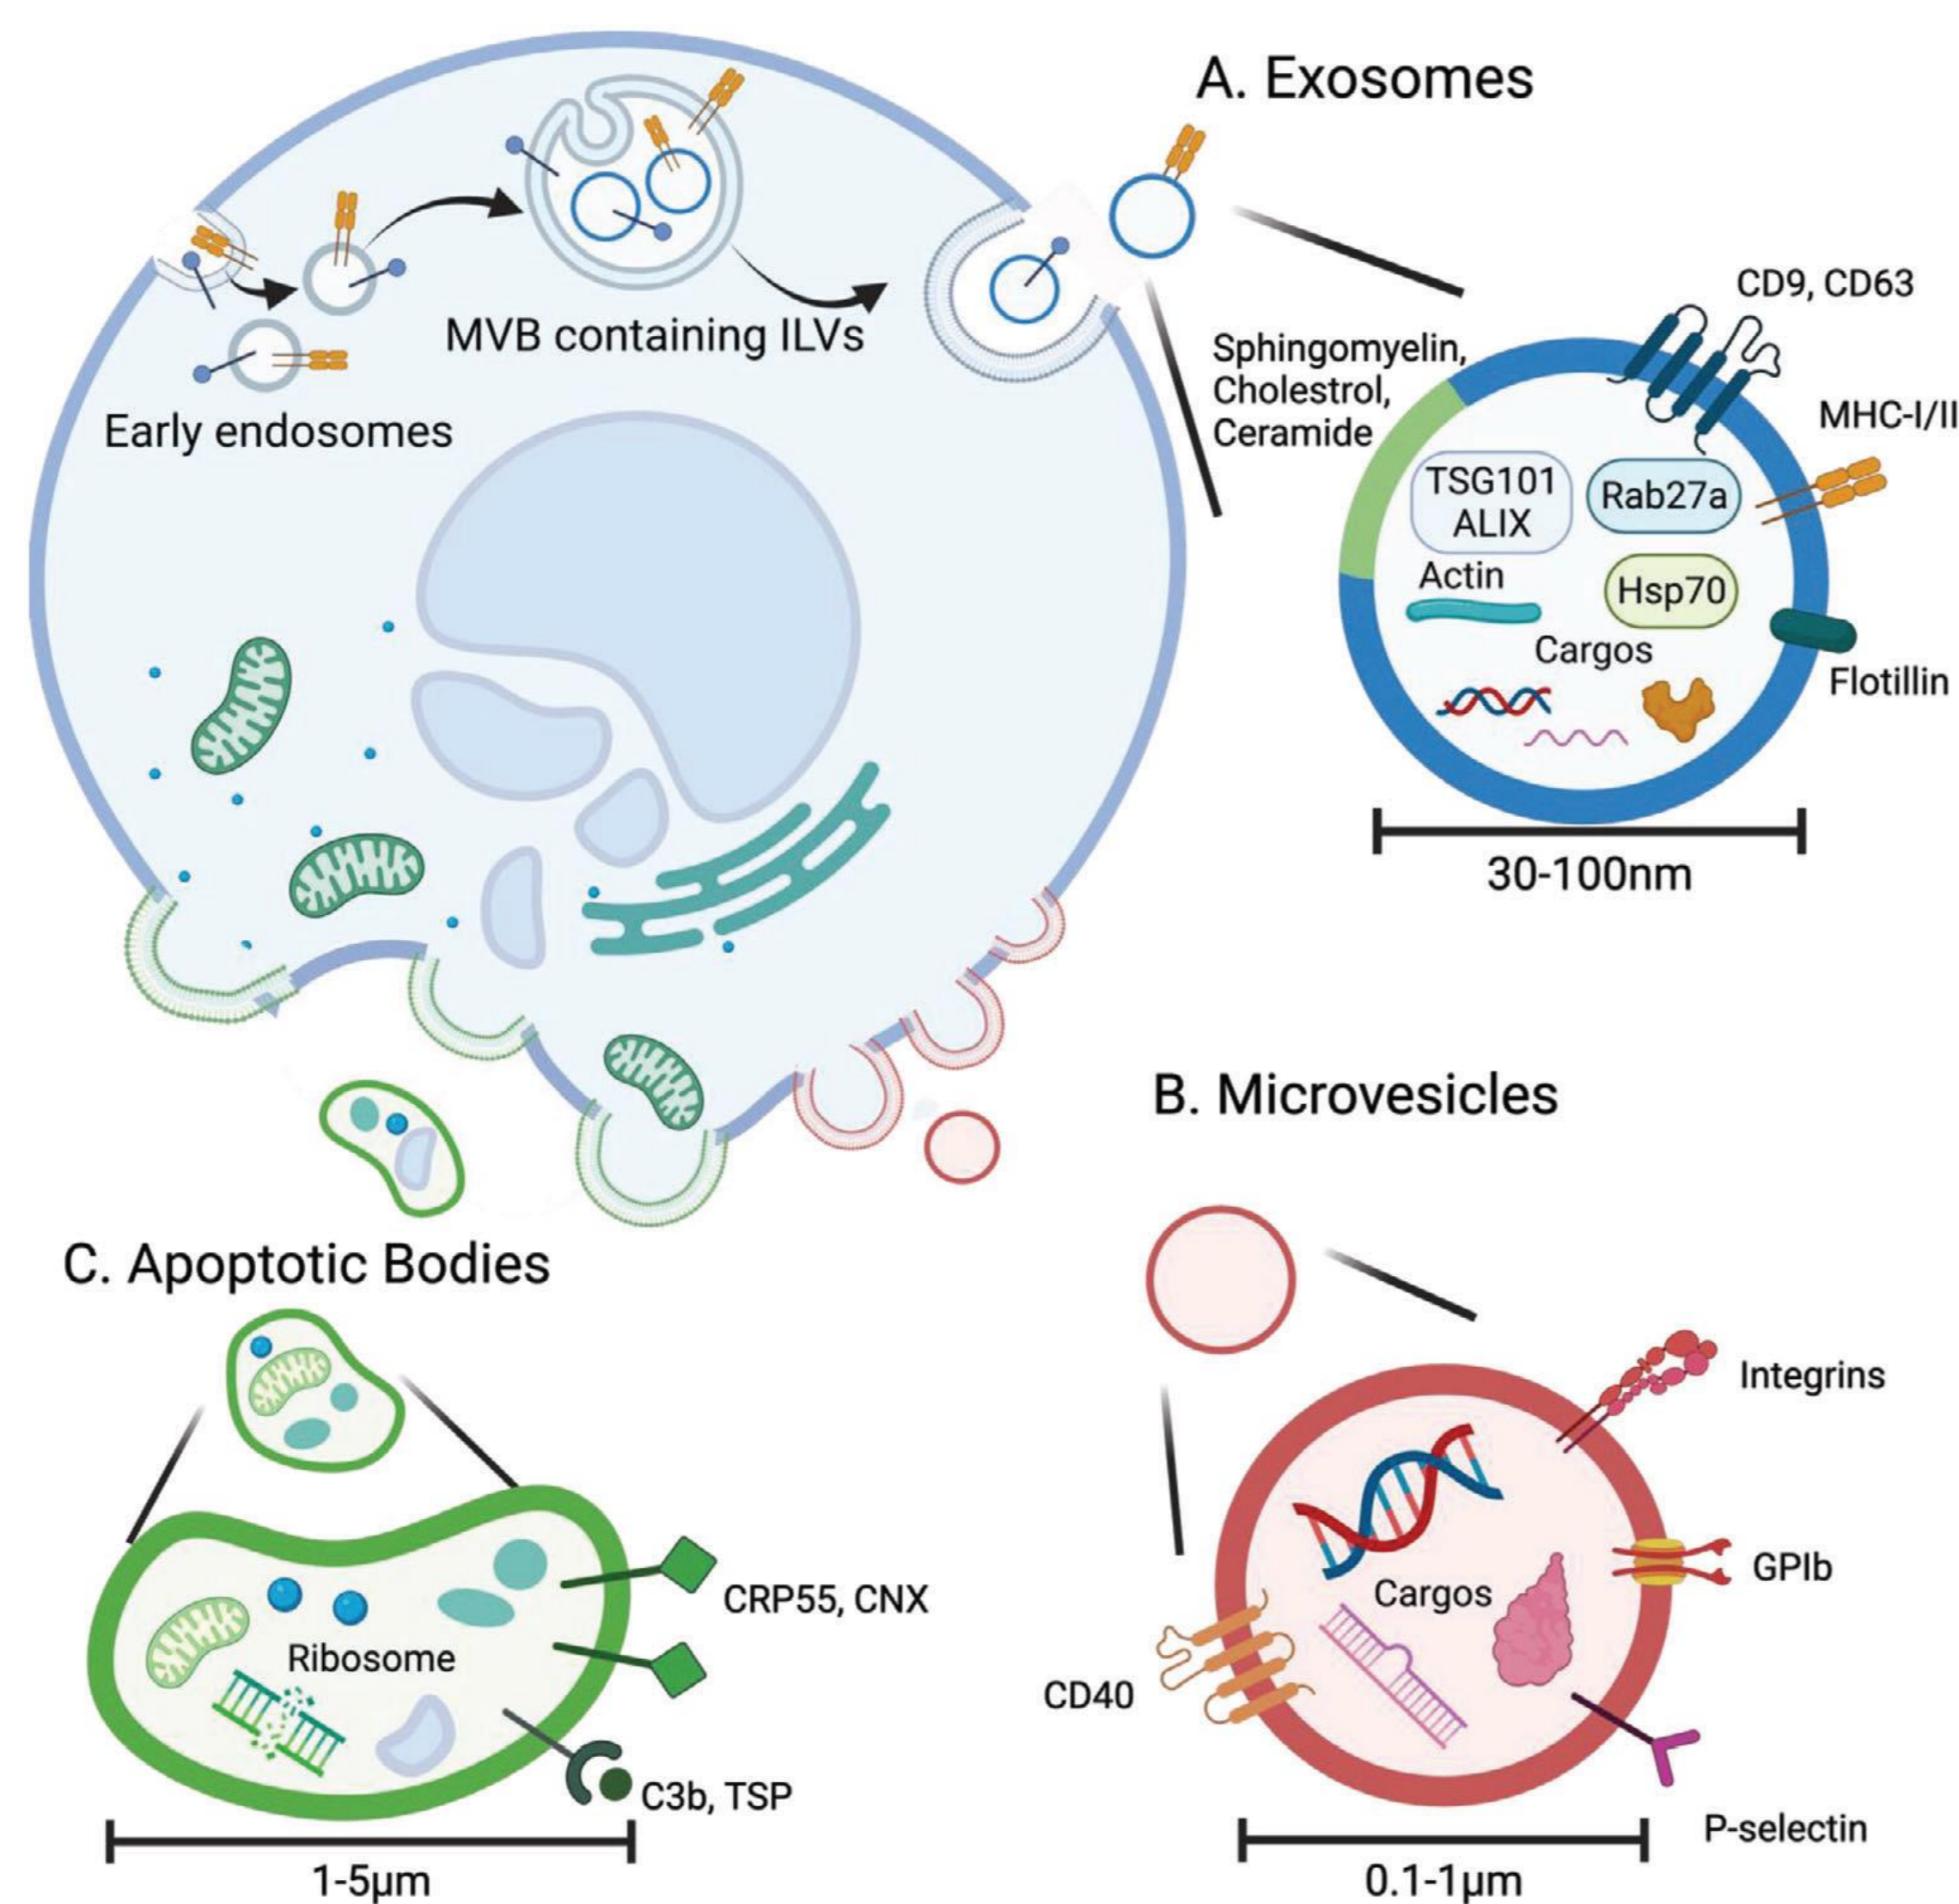 A. Exosomes
MVB containing ILVs
Early endosomes
CD9, CD63
Sphingomyelin,
Cholestrol,
Ceramide
MHC-I/II
TSG101
ALIX
Rab27a
Actin
Hsp70
Cargos
Flotillin
30-100nm
B. Microvesicles
Integrins
GPIb
Cargos
CD40
P-selectin
0.1-1µm
C. Apoptotic Bodies
CRP55, CNX
Ribosome
C3b, TSP
1-5µm